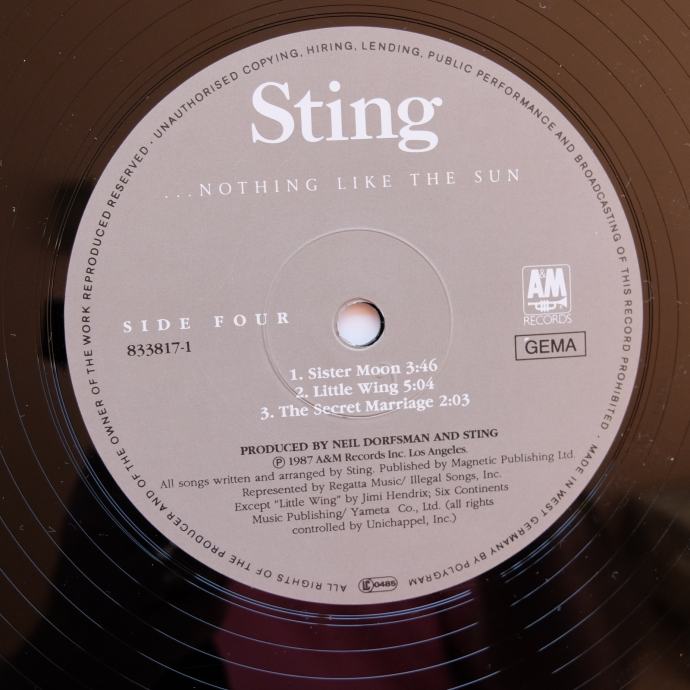 Sting
...NOTHING LIKE THE SUN
A&M
RECORDS
GEMA
SIDE FOUR
833817-1
1. Sister Moon 3:46
2. Little Wing 5:04
3. The Secret Marriage 2:03
PRODUCED BY NEIL DORFSMAN AND STING
Ⓟ 1987 A&M Records Inc. Los Angeles.
All songs written and arranged by Sting. Published by Magnetic Publishing Ltd.
Represented by Regatta Music/ Illegal Songs, Inc.
Except "Little Wing" by Jimi Hendrix; Six Continents
Music Publishing/ Yameta Co., Ltd. (all rights
controlled by Unichappel, Inc.)
ALL RIGHTS OF THE PRODUCER AND OF THE OWNER OF THE WORK REPRODUCED RESERVED · UNAUTHORISED COPYING, HIRING, LENDING, PUBLIC PERFORMANCE AND BROADCASTING OF THIS RECORD PROHIBITED · MADE IN WEST GERMANY BY POLYGRAM
LC 0485